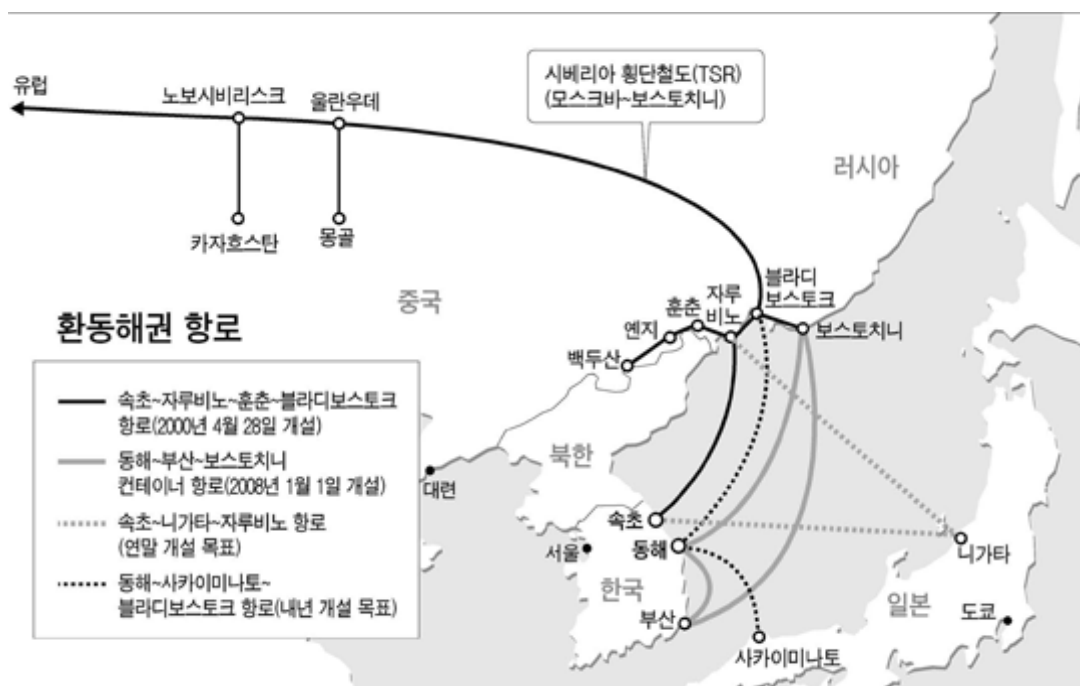 유럽
노보시비리스크
울란우데
시베리아 횡단철도(TSR)
(모스크바~보스토치니)
러시아
카자흐스탄
몽골
중국
블라디
보스토크
자루
비노
훈춘
옌지
보스토치니
백두산
환동해권 항로
속초~자루비노~훈춘~블라디보스토크
항로(2000년 4월 28일 개설)
동해~부산~보스토치니
컨테이너 항로(2008년 1월 1일 개설)
속초~니가타~자루비노 항로
(연말 개설 목표)
동해~사카이미나토~
블라디보스토크 항로(내년 개설 목표)
북한
대련
속초
서울
동해
니가타
한국
일본
부산
도쿄
사카이미나토